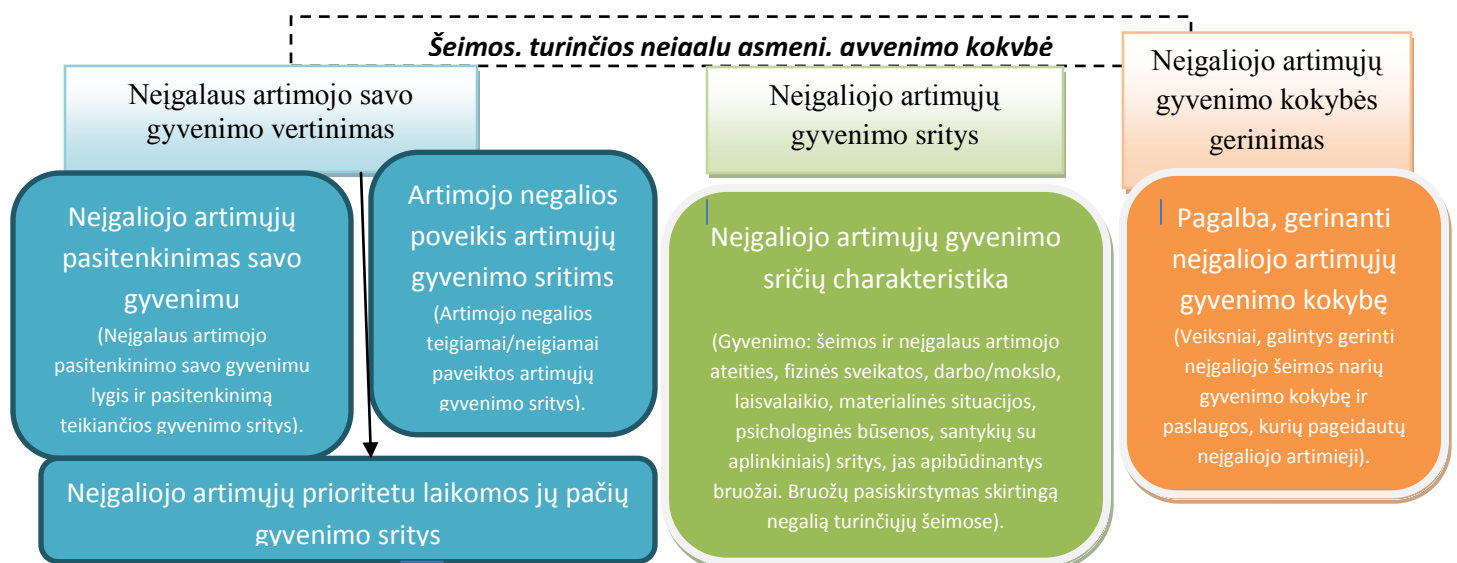 Šeimos, turinčios neįgalų asmenį, gyvenimo kokybė
Neįgalaus artimojo savo
gyvenimo vertinimas
Neįgaliojo artimųjų
gyvenimo sritys
Neįgaliojo artimųjų
gyvenimo kokybės
gerinimas
Neįgaliojo artimųjų
pasitenkinimas savo
gyvenimu
(Neįgalaus artimojo
pasitenkinimo savo gyvenimu
lygis ir pasitenkinimą
teikiančios gyvenimo sritys).
Artimojo negalios
poveikis artimųjų
gyvenimo sritims
(Artimojo negalios
teigiamai/neigiamai
paveiktos artimųjų
gyvenimo sritys).
Neįgaliojo artimųjų prioritetu laikomos jų pačių
gyvenimo sritys
Neįgaliojo artimųjų gyvenimo
sričių charakteristika
(Gyvenimo: šeimos ir neįgalaus artimojo
ateities, fizinės sveikatos, darbo/mokslo,
laisvalaikio, materialinės situacijos,
psichologinės būsenos, santykių su
aplinkiniais) sritys, jas apibūdinantys
bruožai. Bruožų pasiskirstymas skirtingą
negalią turinčiųjų šeimose).
Pagalba, gerinanti
neįgaliojo artimųjų
gyvenimo kokybę
(Veiksniai, galintys gerinti
neįgaliojo šeimos narių
gyvenimo kokybę ir
paslaugos, kurių pageidautų
neįgaliojo artimieji).